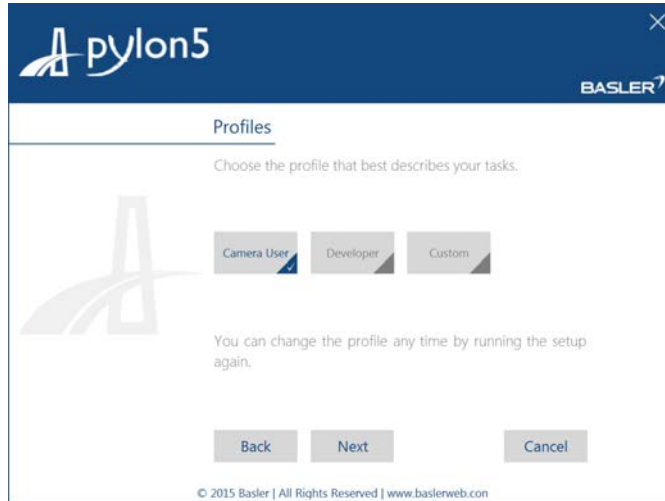 pylon5
BASLER
Profiles
Choose the profile that best describes your tasks.
Camera User
Developer
Custom
You can change the profile any time by running the setup
again.
Back
Next
Cancel
© 2015 Basler | All Rights Reserved | www.baslerweb.con